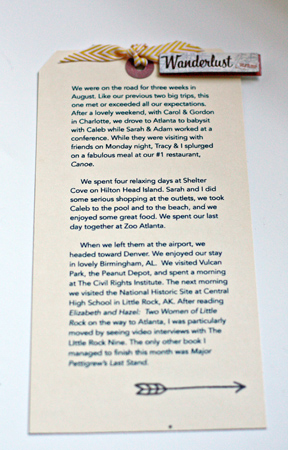 Wanderlust
We were on the road for three weeks in
August. Like our previous two big trips, this
one met or exceeded all our expectations.
After a lovely weekend, with Carol & Gordon
in Charlotte, we drove to Atlanta to babysit
with Caleb while Sarah & Adam worked at a
conference. While they were visiting with
friends on Monday night, Tracy & I splurged
on a fabulous meal at our #1 restaurant,
Canoe.
We spent four relaxing days at Shelter
Cove on Hilton Head Island. Sarah and I did
some serious shopping at the outlets, we took
Caleb to the pool and to the beach, and we
enjoyed some great food. We spent our last
day together at Zoo Atlanta.
When we left them at the airport, we
headed toward Denver. We enjoyed our stay
in lovely Birmingham, AL. We visited Vulcan
Park, the Peanut Depot, and spent a morning
at The Civil Rights Institute. The next morning
we visited the National Historic Site at Central
High School in Little Rock, AK. After reading
Elizabeth and Hazel: Two Women of Little
Rock on the way to Atlanta, I was particularly
moved by seeing video interviews with The
Little Rock Nine. The only other book I
managed to finish this month was Major
Pettigrew's Last Stand.